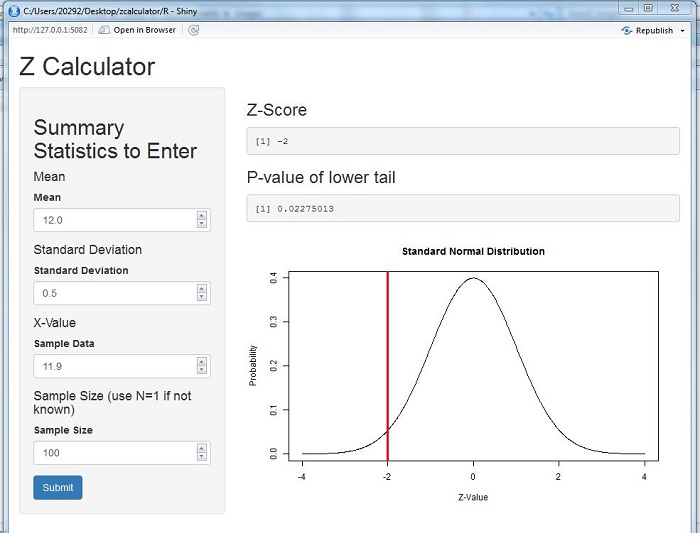 C:/Users/20292/Desktop/zcalculator/R - Shiny
http://127.0.0.1:5082 Open in Browser Republish
Z Calculator
Summary
Statistics to Enter
Mean
Mean
12.0
Standard Deviation
Standard Deviation
0.5
X-Value
Sample Data
11.9
Sample Size (use N=1 if not
known)
Sample Size
100
Submit
Z-Score
[1] -2
P-value of lower tail
[1] 0.02275013
Standard Normal Distribution
Probability
0.4
0.3
0.2
0.1
0.0
-4 -2 0 2 4
Z-Value